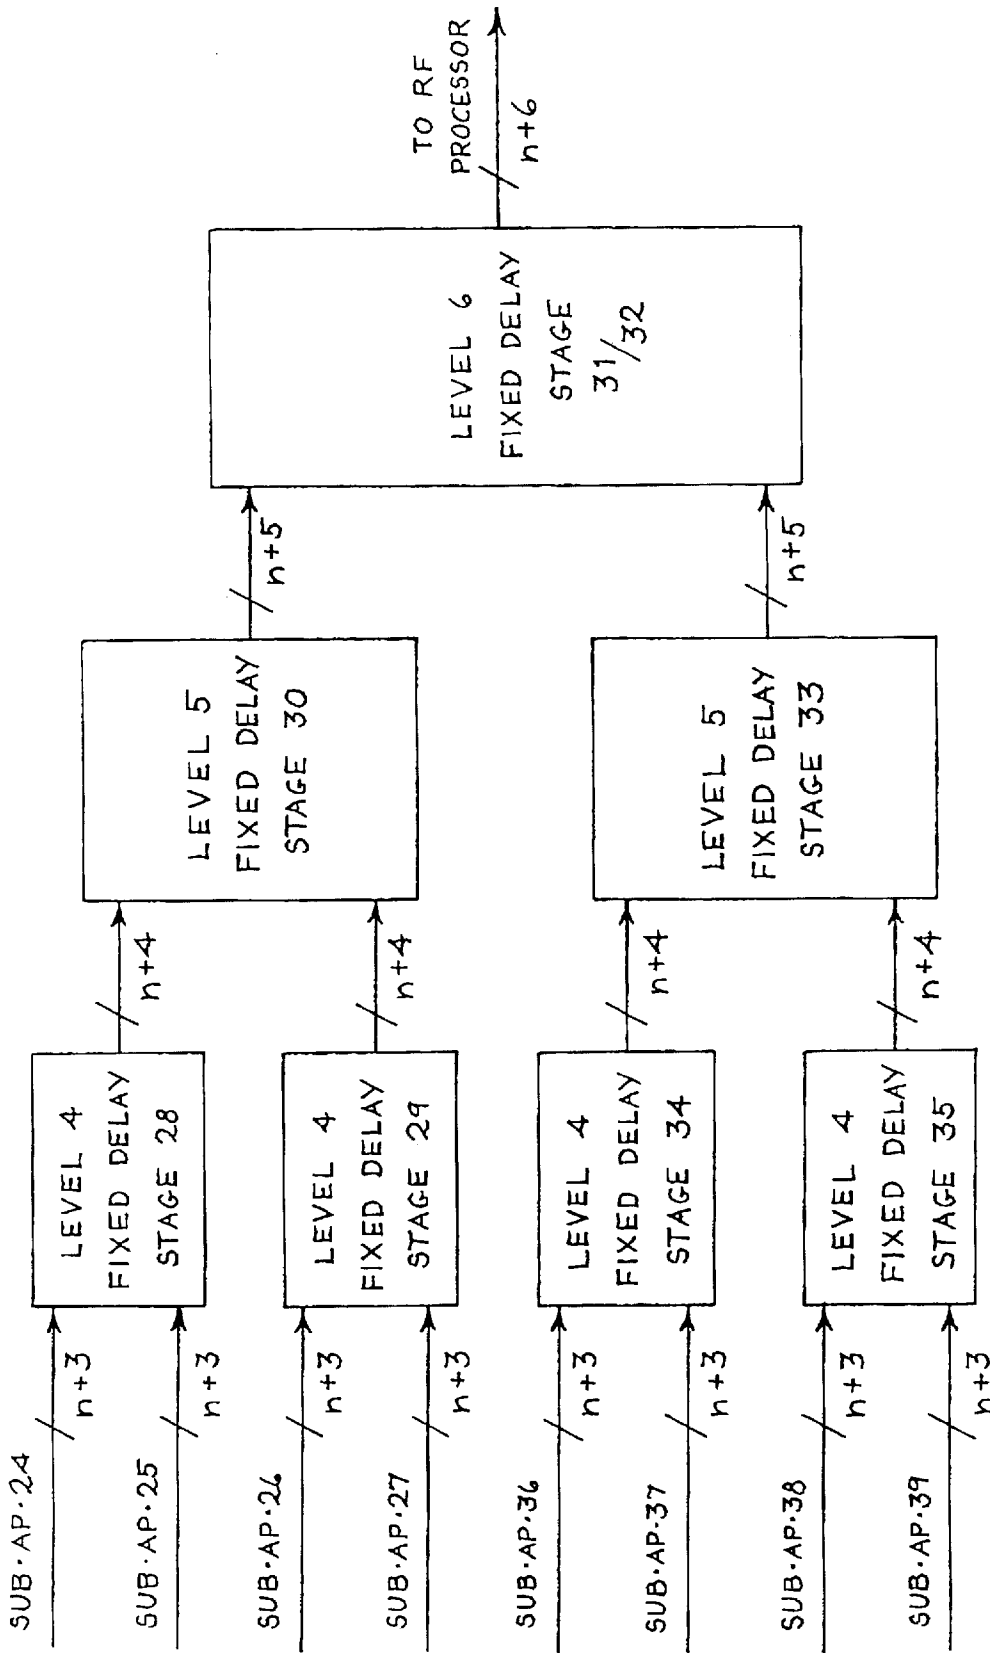 SUB·AP·24
n+3
SUB·AP·25
n+3
SUB·AP·26
n+3
SUB·AP·27
n+3
SUB·AP·36
n+3
SUB·AP·37
n+3
SUB·AP·38
n+3
SUB·AP·39
n+3
LEVEL 4
FIXED DELAY
STAGE 28
LEVEL 4
FIXED DELAY
STAGE 29
LEVEL 4
FIXED DELAY
STAGE 34
LEVEL 4
FIXED DELAY
STAGE 35
n+4
n+4
n+4
n+4
LEVEL 5
FIXED DELAY
STAGE 30
LEVEL 5
FIXED DELAY
STAGE 33
n+5
n+5
LEVEL 6
FIXED DELAY
STAGE
31/32
TO RF
PROCESSOR
n+6